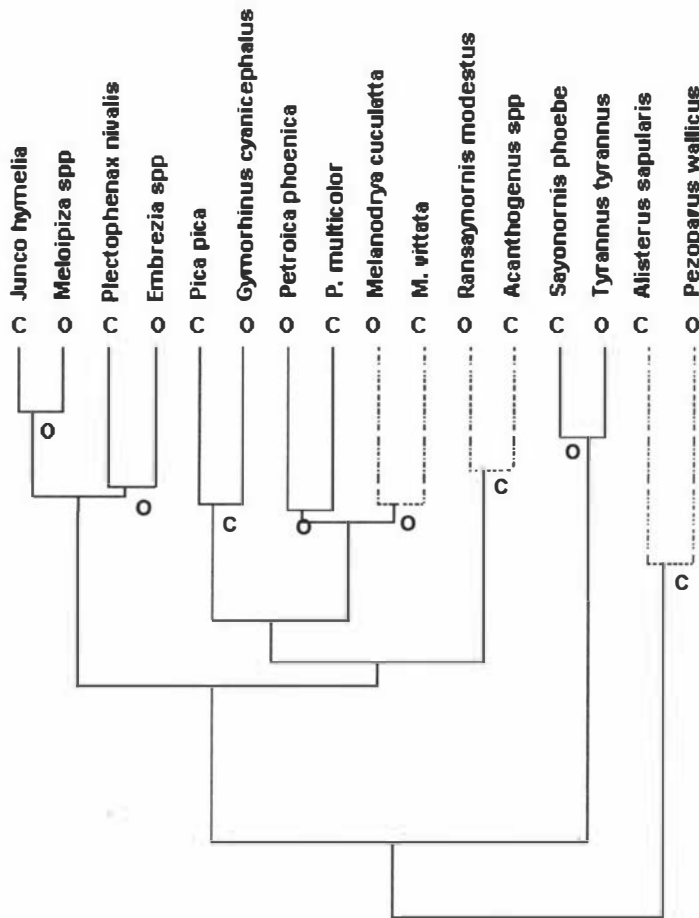 Junco hymelia
Meloipiza spp
Plectophenax nivalis
Embrezia spp
Pica pica
Gymorhinus cyanicephalus
Petroica phoenica
P. multicolor
Melanodrya cuculatta
M. vittata
Ransaynornis modestus
Acanthogenus spp
Sayonornis phoebe
Tyrannus tyrannus
Alisterus sapularis
Pezoparus wallicus
C O C O C O O C O C O C C O C O
O
O
C
O
O
C
O
C